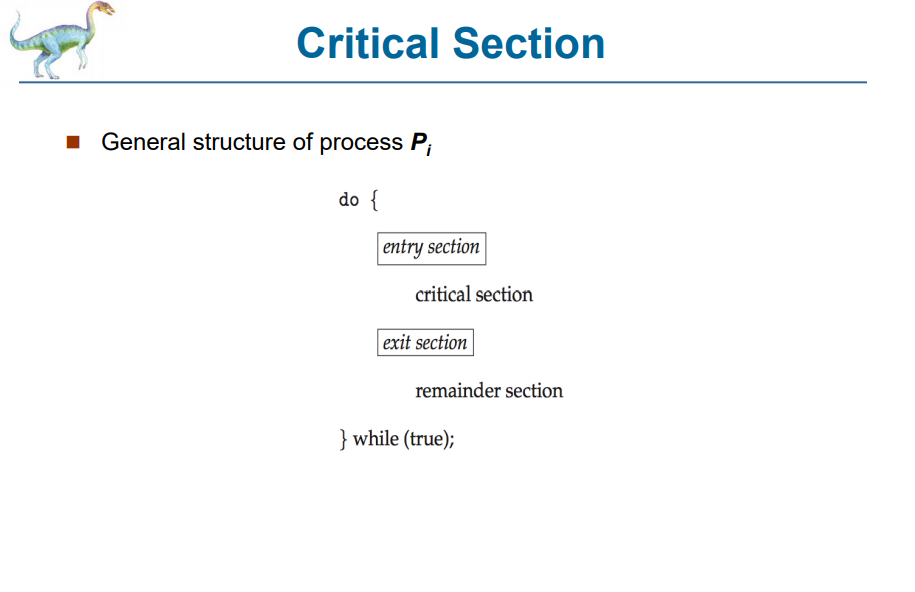 Critical Section
General structure of process Pi
do {
entry section
critical section
exit section
remainder section
} while (true);